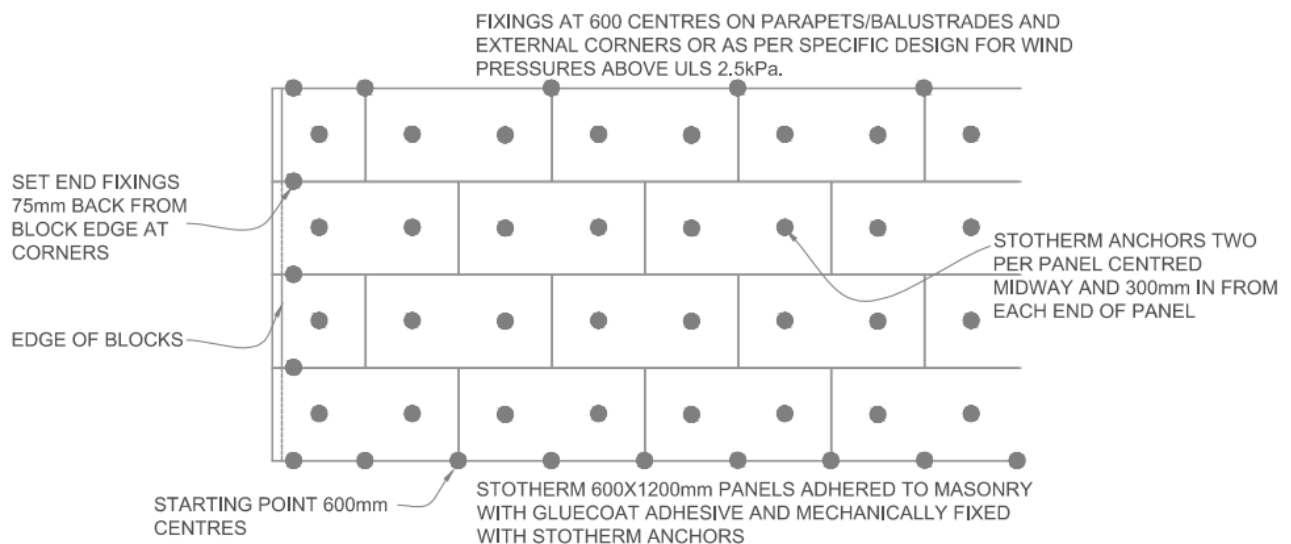 FIXINGS AT 600 CENTRES ON PARAPETS/BALUSTRADES AND
EXTERNAL CORNERS OR AS PER SPECIFIC DESIGN FOR WIND
PRESSURES ABOVE ULS 2.5kPa.
SET END FIXINGS
75mm BACK FROM
BLOCK EDGE AT
CORNERS
STOTHERM ANCHORS TWO
PER PANEL CENTRED
MIDWAY AND 300mm IN FROM
EACH END OF PANEL
EDGE OF BLOCKS
STARTING POINT 600mm
CENTRES
STOTHERM 600X1200mm PANELS ADHERED TO MASONRY
WITH GLUECOAT ADHESIVE AND MECHANICALLY FIXED
WITH STOTHERM ANCHORS